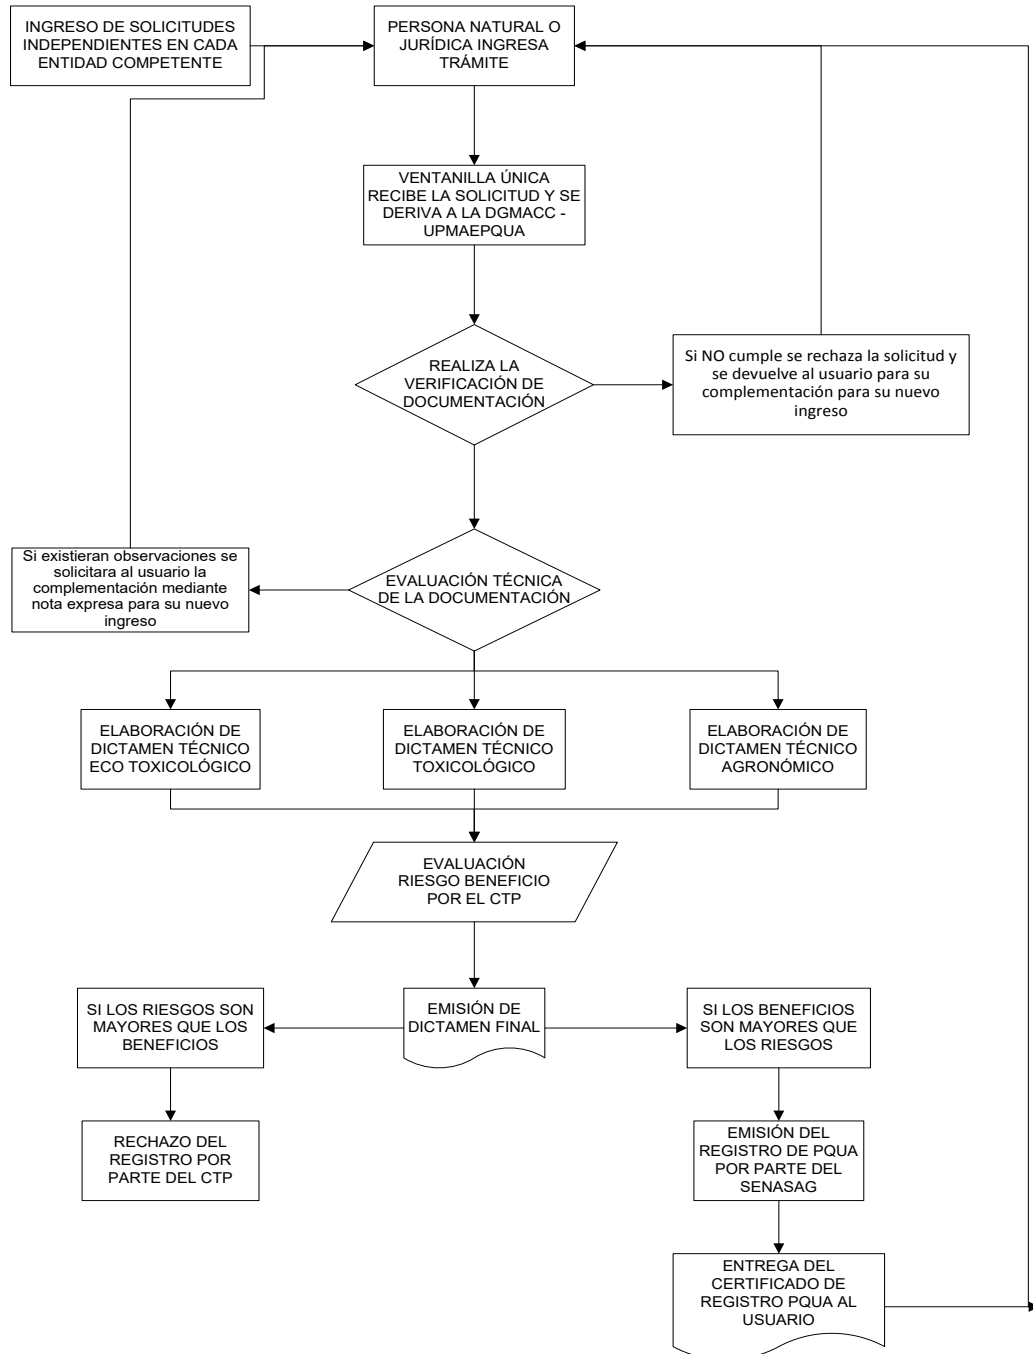 INGRESO DE SOLICITUDES
INDEPENDIENTES EN CADA
ENTIDAD COMPETENTE
PERSONA NATURAL O
JURÍDICA INGRESA
TRÁMITE
VENTANILLA ÚNICA
RECIBE LA SOLICITUD Y SE
DERIVA A LA DGMACC -
UPMAEPQUA
REALIZA LA
VERIFICACIÓN DE
DOCUMENTACIÓN
Si NO cumple se rechaza la solicitud y
se devuelve al usuario para su
complementación para su nuevo
ingreso
Si existieran observaciones se
solicitara al usuario la
complementación mediante
nota expresa para su nuevo
ingreso
EVALUACIÓN TÉCNICA
DE LA DOCUMENTACIÓN
ELABORACIÓN DE
DICTAMEN TÉCNICO
ECO TOXICOLÓGICO
ELABORACIÓN DE
DICTAMEN TÉCNICO
TOXICOLÓGICO
ELABORACIÓN DE
DICTAMEN TÉCNICO
AGRONÓMICO
EVALUACIÓN
RIESGO BENEFICIO
POR EL CTP
SI LOS RIESGOS SON
MAYORES QUE LOS
BENEFICIOS
EMISIÓN DE
DICTAMEN FINAL
SI LOS BENEFICIOS
SON MAYORES QUE
LOS RIESGOS
RECHAZO DEL
REGISTRO POR
PARTE DEL CTP
EMISIÓN DEL
REGISTRO DE PQUA
POR PARTE DEL
SENASAG
ENTREGA DEL
CERTIFICADO DE
REGISTRO PQUA AL
USUARIO